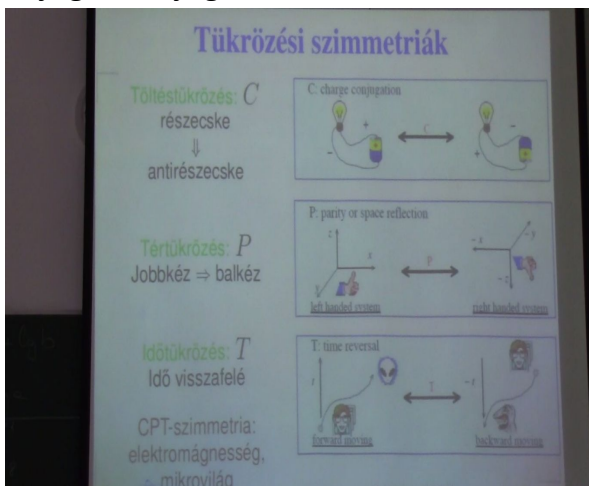 Tükrözési szimmetriák
Töltéstükrözés: C
részecske
⇓
antirészecske
C: charge conjugation
+
−
C
−
+
Tértükrözés: P
Jobbkéz ⇒ balkéz
P: parity or space reflection
z
x
y
left handed system
P
− x
− y
− z
right handed system
Időtükrözés: T
Idő visszafelé
T: time reversal
t
forward moving
T
− t
backward moving
CPT-szimmetria:
elektromágnesség,
mikrovilág